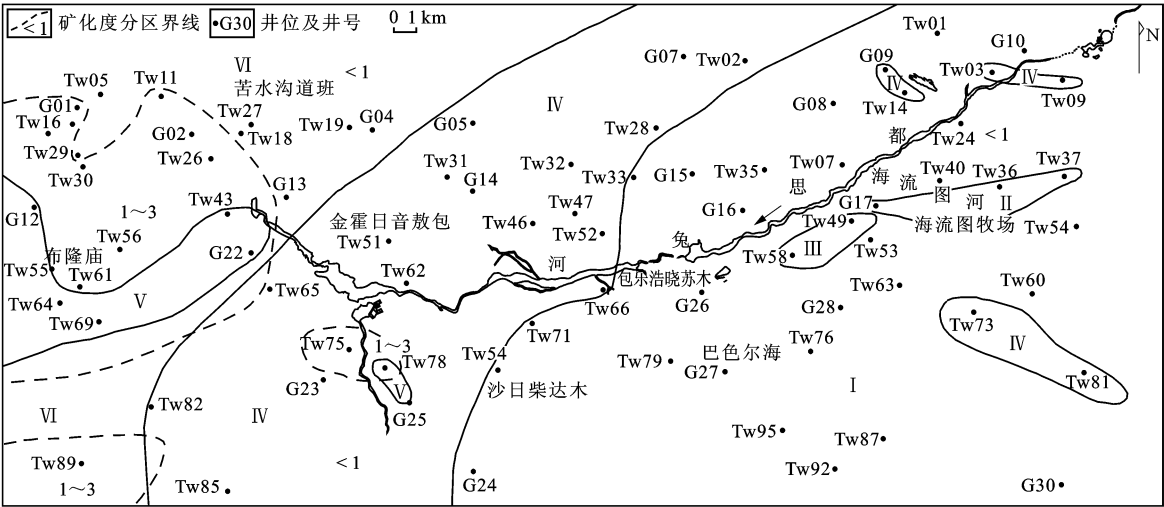 <1 矿化度分区界线 •G30 井位及井号 0 1 km
N
Tw01
G10
G07
Tw02
G09
Tw03
Ⅳ
Tw09
Ⅳ
Tw14
Ⅵ
<1
苦水沟道班
Tw05
Tw11
G01
Tw27
Ⅳ
G08
Tw16
G02
Tw18
Tw19
G04
G05
Tw28
都
Tw24
<1
Tw29
Tw26
Tw30
Tw31
Tw32
G14
Tw33
G15
Tw35
Tw07
海
流
Tw40
Tw36
Tw37
思
图
河
Ⅱ
G13
Tw43
G12
1~3
Tw47
Tw46
G16
G17
Tw49
海流图牧场
Tw54
金霍日音敖包
Tw51
Tw52
兔
Tw56
布隆庙
G22
河
Tw58
Ⅲ
Tw53
Tw55
Tw61
Tw62
包尔浩晓苏木
Tw65
Tw64
Ⅴ
Tw66
G26
Tw63
Tw60
G28
Tw69
Tw71
Tw73
Tw75
1~3
Tw78
Tw54
Tw76
Ⅳ
Tw79
巴色尔海
G27
Tw81
G23
Ⅴ
沙日柴达木
Ⅰ
G25
Tw82
Ⅵ
Ⅳ
Tw95
Tw87
Tw89
<1
Tw92
1~3
Tw85
G24
G30